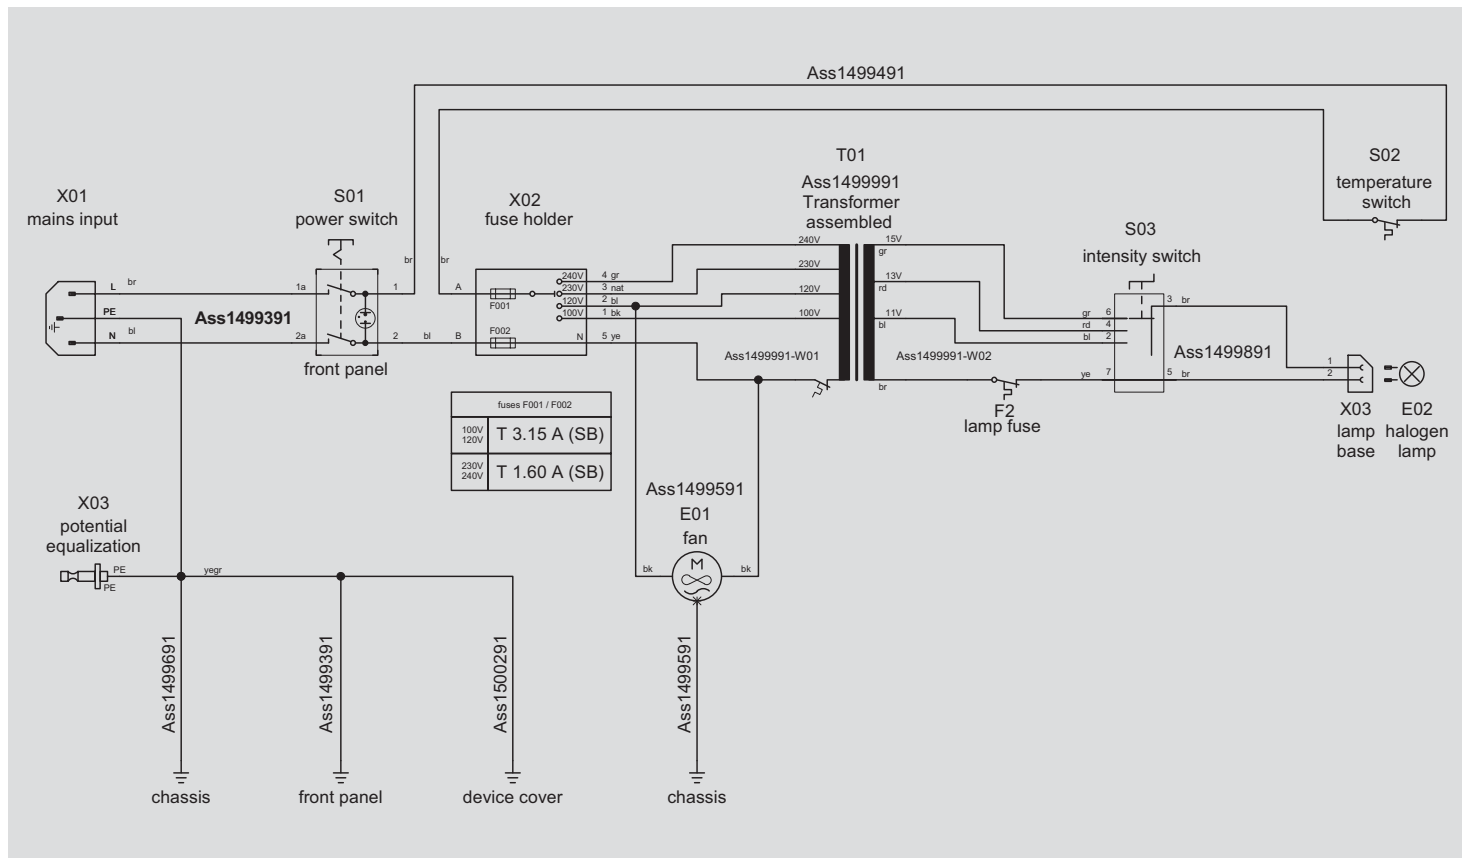 Ass1499491
T01
Ass1499991
Transformer
assembled
S02
temperature
switch
X01
mains input
S01
power switch
X02
fuse holder
S03
intensity switch
L
br
PE
N
bl
Ass1499391
1a
2a
1
2
front panel
br
br
bl
A
B
F001
F002
240V
230V
120V
100V
N
4 gr
3 nat
2 bl
1 bk
5 ye
240V
230V
120V
100V
Ass1499991-W01
15V
gr
13V
rd
11V
bl
br
Ass1499991-W02
F2
lamp fuse
gr 6
rd 4
bl 2
ye 7
3 br
5 br
Ass1499891
1
2
X03
lamp
base
E02
halogen
lamp
fuses F001 / F002
100V
120V
T 3.15 A (SB)
230V
240V
T 1.60 A (SB)
Ass1499591
E01
fan
M
bk
bk
X03
potential
equalization
PE
PE
yegr
Ass1499691
Ass1499391
Ass1500291
Ass1499591
chassis
front panel
device cover
chassis